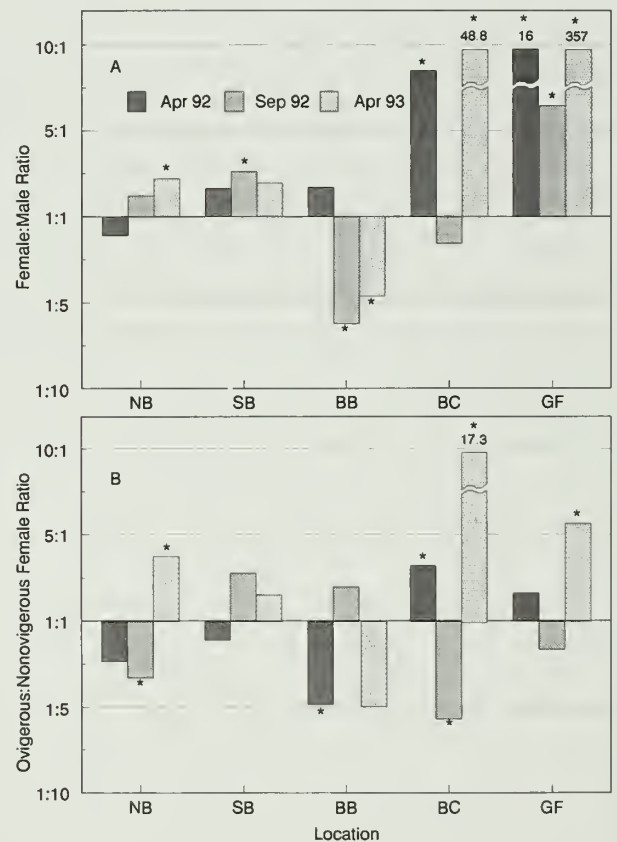 * * *
48.8 16 357
10:1
A
*
Apr 92 Sep 92 Apr 93
*
5:1
* *
Female:Male Ratio
1:1
1:5
* *
1:10
NB SB BB BC GF
*
17.3
10:1
B
5:1
* * *
Ovigerous:Nonovigerous Female Ratio
1:1
*
1:5
* *
1:10
NB SB BB BC GF
Location